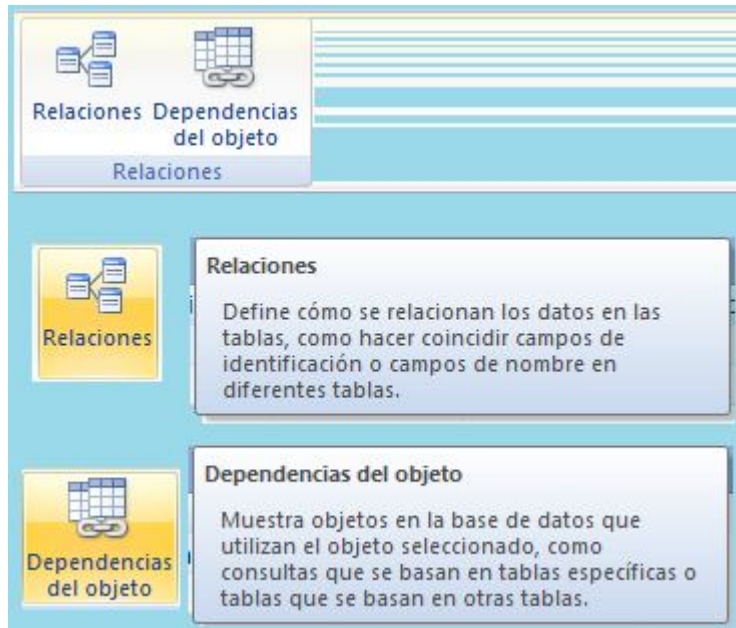 Relaciones Dependencias
del objeto
Relaciones
Relaciones
Relaciones
Define cómo se relacionan los datos en las
tablas, como hacer coincidir campos de
identificación o campos de nombre en
diferentes tablas.
Dependencias
del objeto
Dependencias del objeto
Muestra objetos en la base de datos que
utilizan el objeto seleccionado, como
consultas que se basan en tablas específicas o
tablas que se basan en otras tablas.